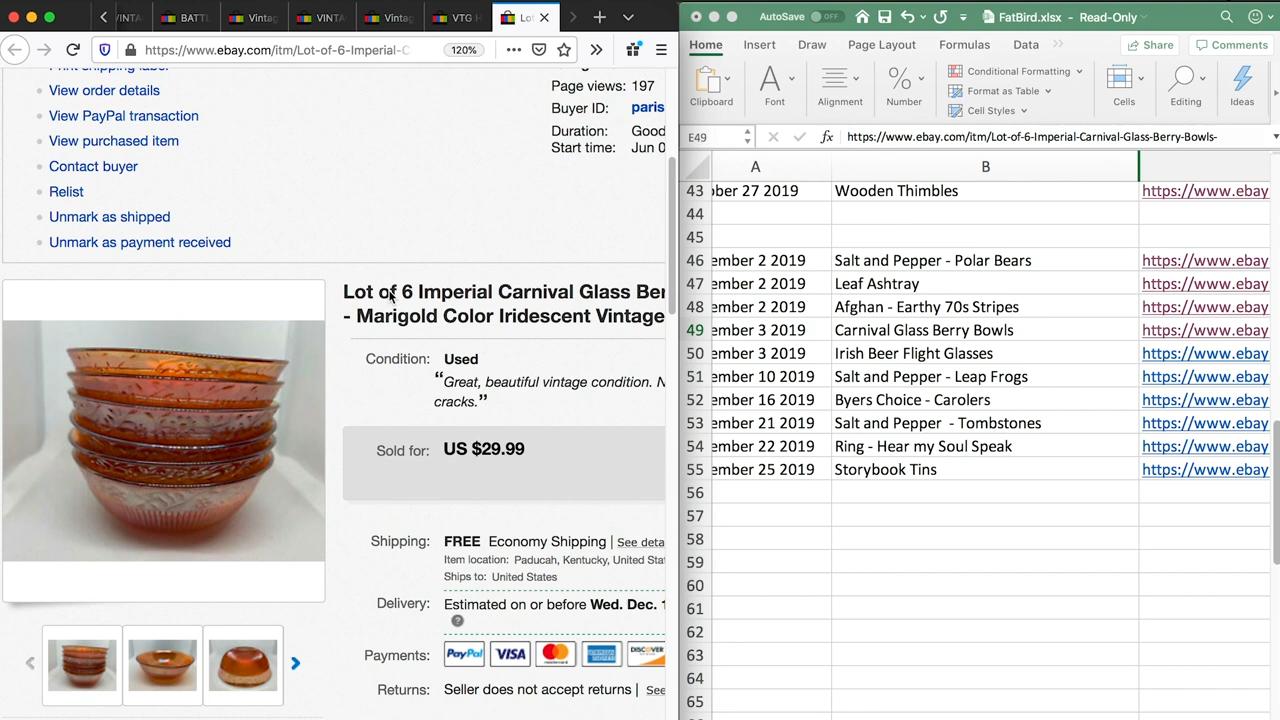 VINTA
BATTL
Vintag
VINTA
Vintag
VTG H
Lot
https://www.ebay.com/itm/Lot-of-6-Imperial-C
120%
Print shipping label
View order details
View PayPal transaction
View purchased item
Contact buyer
Relist
Unmark as shipped
Unmark as payment received
Page views: 197
Buyer ID: paris
Duration: Good
Start time: Jun 0
Lot of 6 Imperial Carnival Glass Ber
- Marigold Color Iridescent Vintage
Condition: Used
“Great, beautiful vintage condition. N
cracks.”
Sold for: US $29.99
Shipping: FREE Economy Shipping | See deta
Item location: Paducah, Kentucky, United Stat
Ships to: United States
Delivery: Estimated on or before Wed. Dec. 1
?
Payments: PayPal VISA mastercard AMERICAN EXPRESS DISCOVER
Returns: Seller does not accept returns | See
AutoSave OFF
FatBird.xlsx - Read-Only
Home Insert Draw Page Layout Formulas Data
Share Comments
Clipboard
Font
Alignment
%
Number
Conditional Formatting
Format as Table
Cell Styles
Cells
Editing
Ideas
E49 fx https://www.ebay.com/itm/Lot-of-6-Imperial-Carnival-Glass-Berry-Bowls-
A B
43 ober 27 2019 Wooden Thimbles https://www.ebay
44
45
46 ember 2 2019 Salt and Pepper - Polar Bears https://www.ebay
47 ember 2 2019 Leaf Ashtray https://www.ebay
48 ember 2 2019 Afghan - Earthy 70s Stripes https://www.ebay
49 ember 3 2019 Carnival Glass Berry Bowls https://www.ebay
50 ember 3 2019 Irish Beer Flight Glasses https://www.ebay
51 ember 10 2019 Salt and Pepper - Leap Frogs https://www.ebay
52 ember 16 2019 Byers Choice - Carolers https://www.ebay
53 ember 21 2019 Salt and Pepper - Tombstones https://www.ebay
54 ember 22 2019 Ring - Hear my Soul Speak https://www.ebay
55 ember 25 2019 Storybook Tins https://www.ebay
56
57
58
59
60
61
62
63
64
65